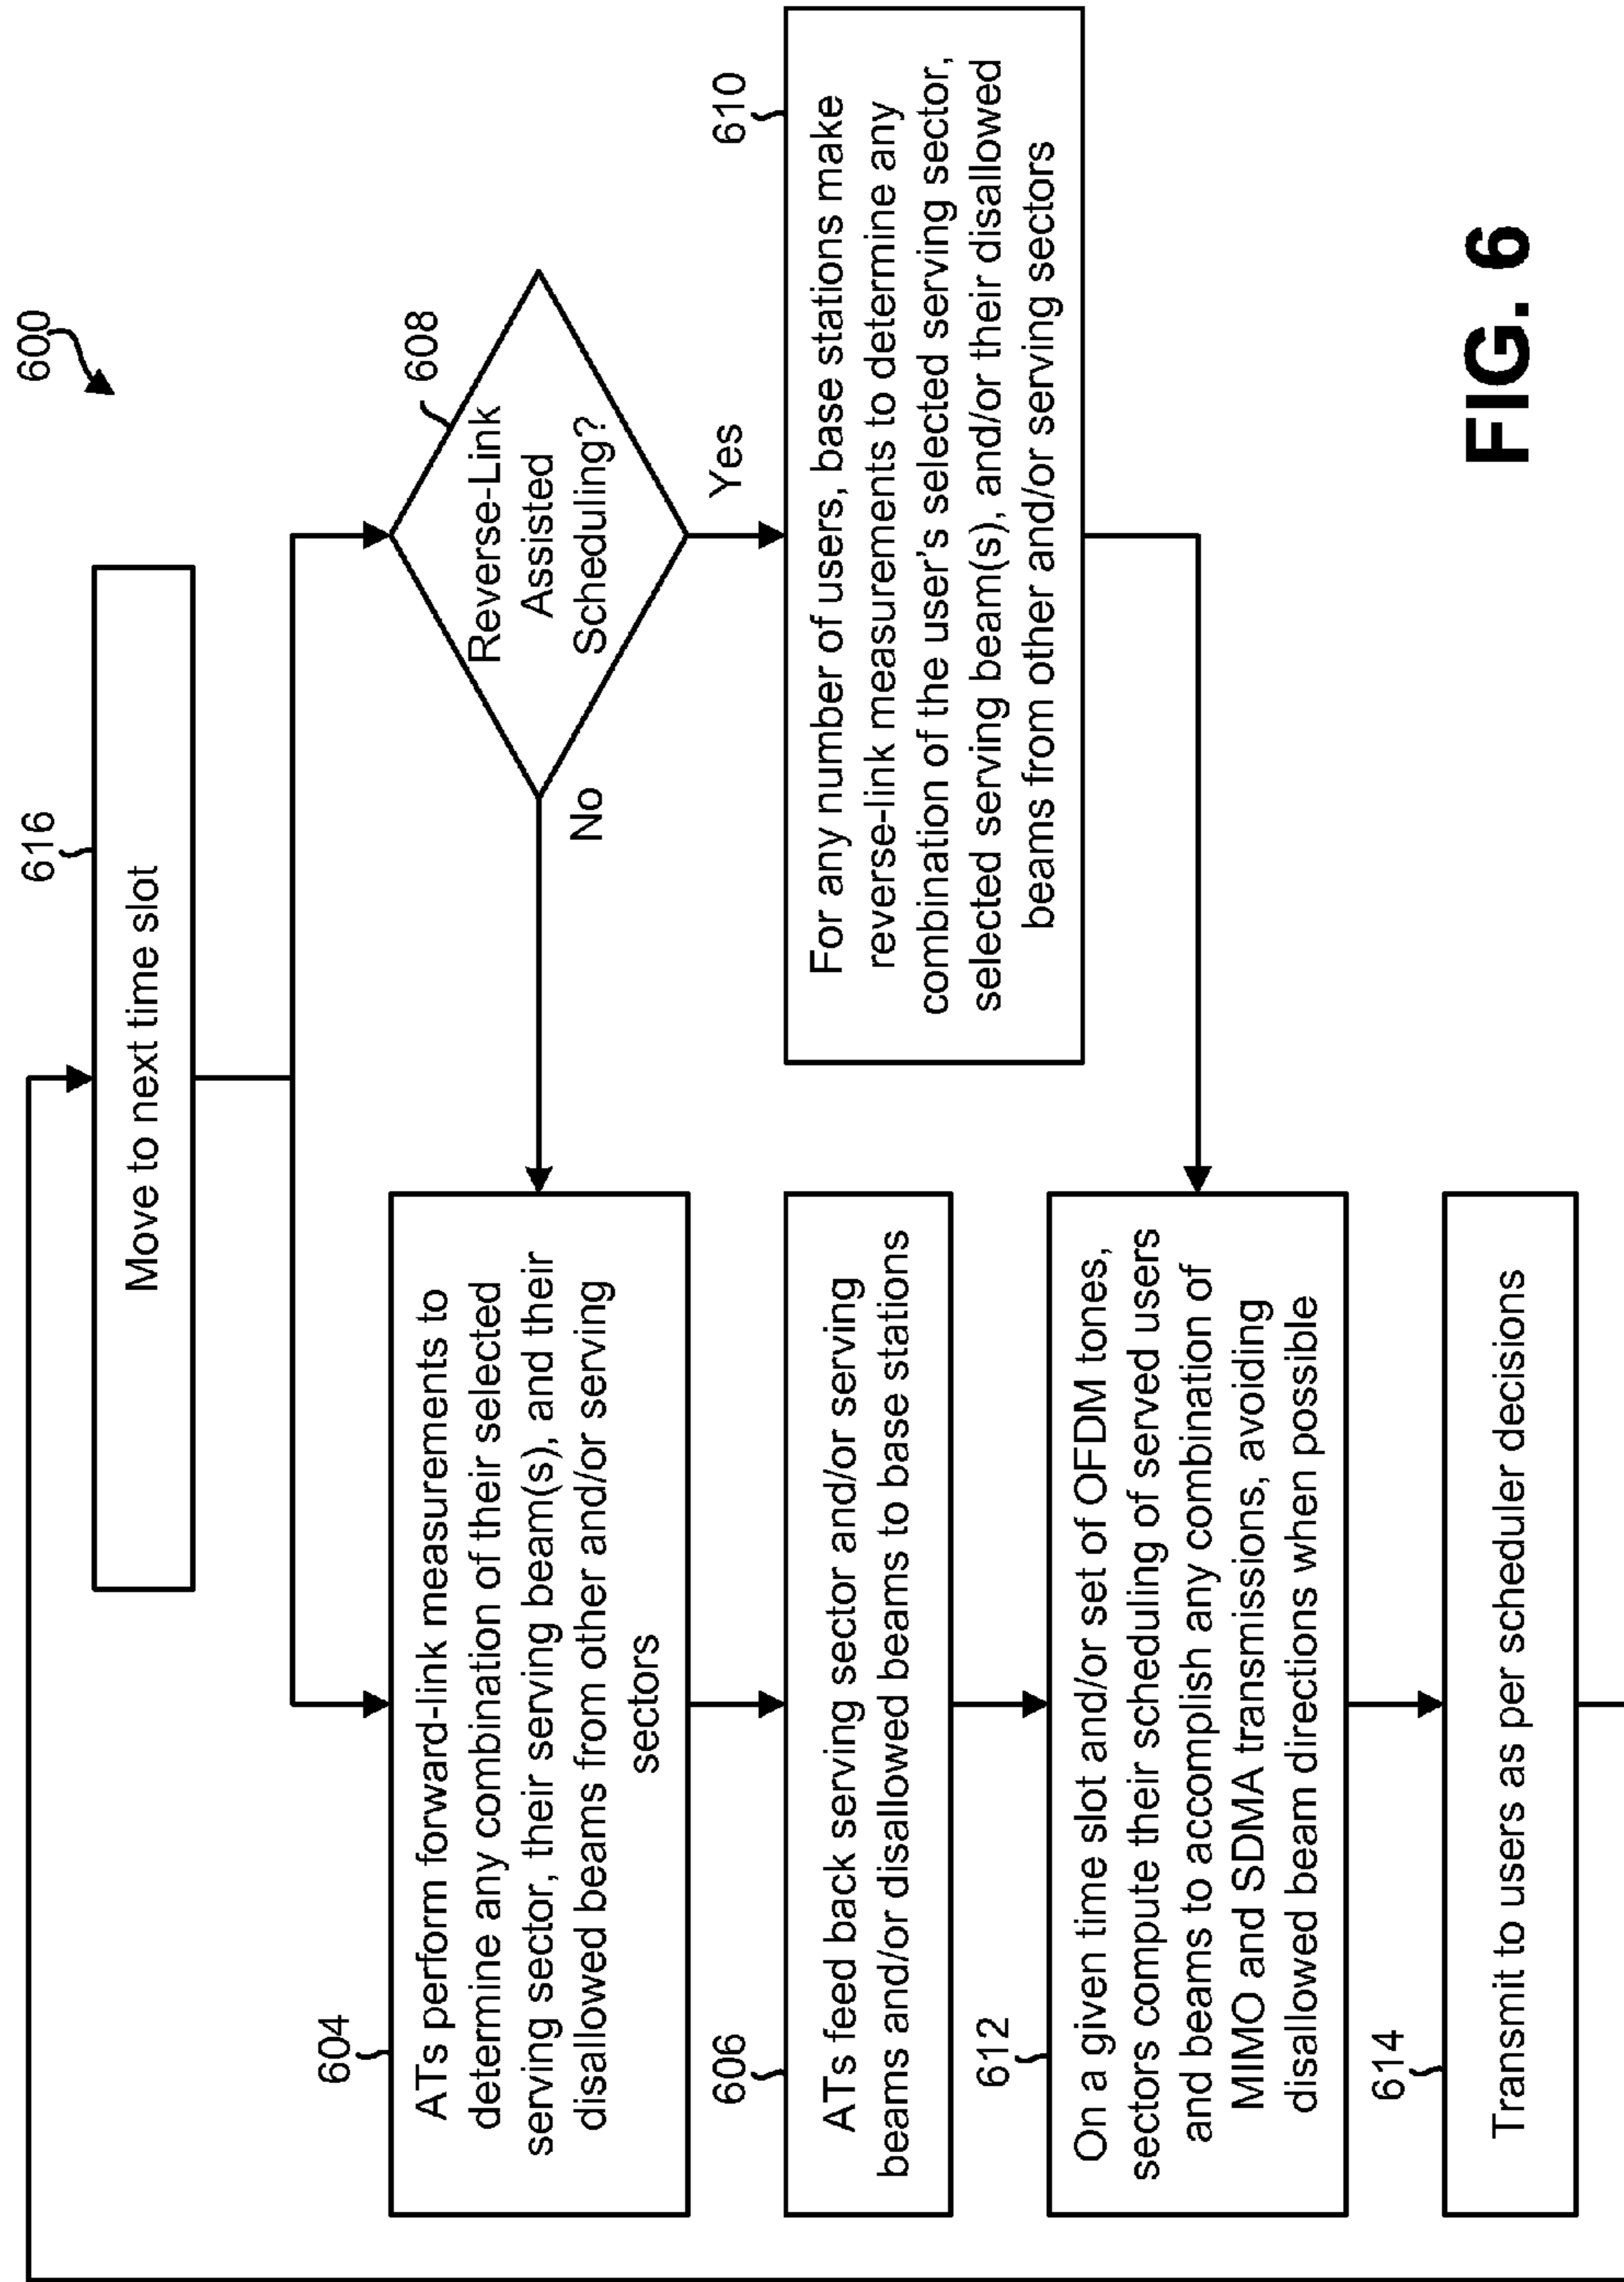 600
616
Move to next time slot
604
ATs perform forward-link measurements to
determine any combination of their selected
serving sector, their serving beam(s), and their
disallowed beams from other and/or serving
sectors
608
Reverse-Link
Assisted
Scheduling?
No
Yes
606
ATs feed back serving sector and/or serving
beams and/or disallowed beams to base stations
610
For any number of users, base stations make
reverse-link measurements to determine any
combination of the user's selected serving sector,
selected serving beam(s), and/or their disallowed
beams from other and/or serving sectors
612
On a given time slot and/or set of OFDM tones,
sectors compute their scheduling of served users
and beams to accomplish any combination of
MIMO and SDMA transmissions, avoiding
disallowed beam directions when possible
614
Transmit to users as per scheduler decisions
FIG. 6